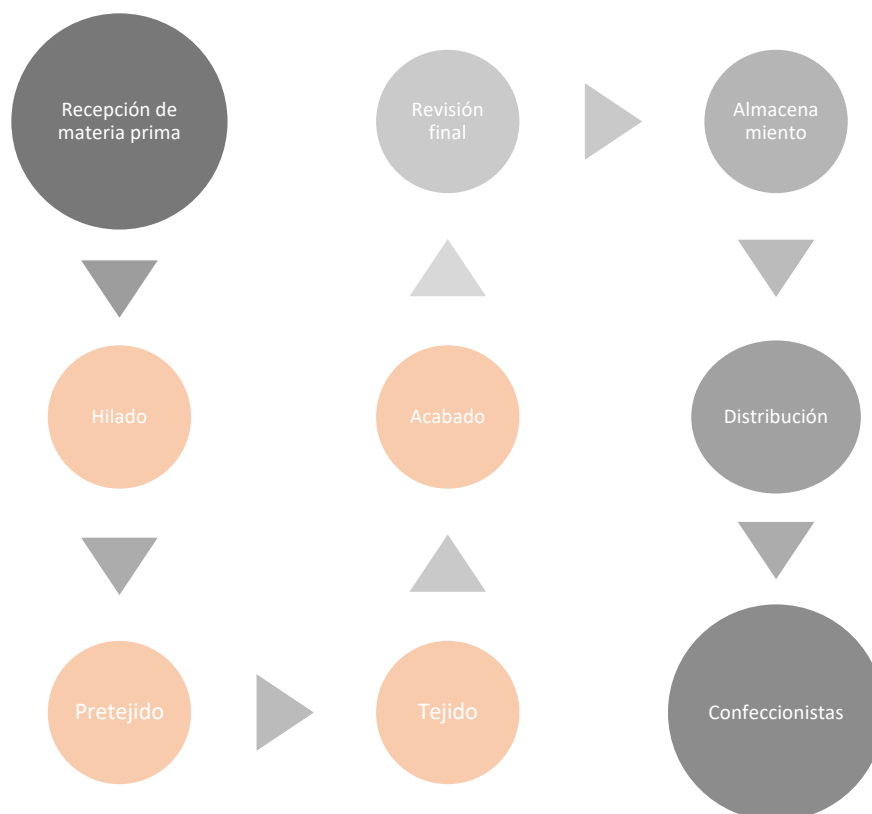 Recepción de
materia prima
Hilado
Pretejido
Tejido
Acabado
Revisión
final
Almacena
miento
Distribución
Confeccionistas